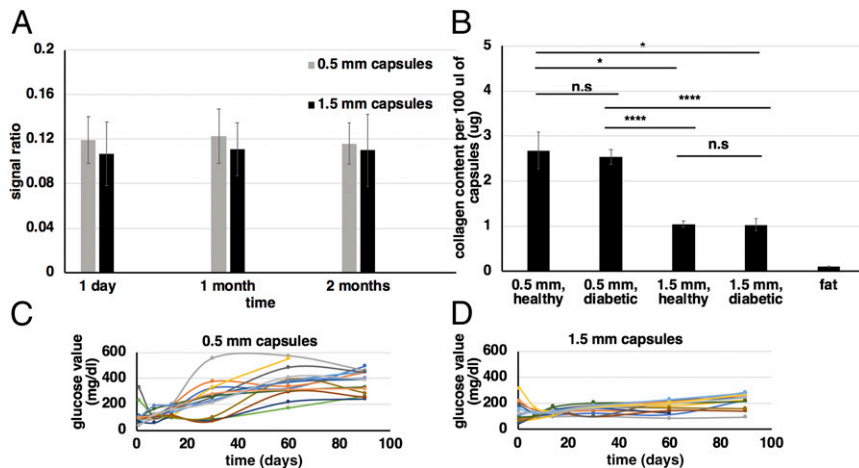 A
0.2
0.16
0.12
0.08
0.04
0
signal ratio
0.5 mm capsules
1.5 mm capsules
1 day
1 month
2 months
time
B
5
4
3
2
1
0
collagen content per 100 ul of
capsules (ug)
*
*
n.s
****
****
n.s
0.5 mm,
healthy
0.5 mm,
diabetic
1.5 mm,
healthy
1.5 mm,
diabetic
fat
C
0.5 mm capsules
glucose value
(mg/dl)
600
400
200
0
0 20 40 60 80 100
time (days)
D
1.5 mm capsules
glucose value
(mg/dl)
600
400
200
0
0 20 40 60 80 100
time (days)